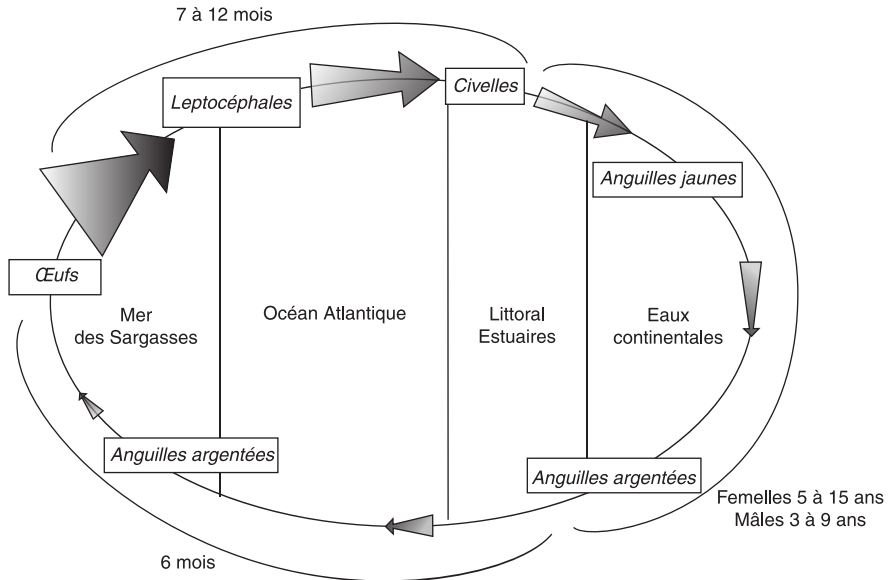 7 à 12 mois
Leptocéphales
Civelles
Anguilles jaunes
Œufs
Mer
des Sargasses
Océan Atlantique
Littoral
Estuaires
Eaux
continentales
Anguilles argentées
Anguilles argentées
Femelles 5 à 15 ans
Mâles 3 à 9 ans
6 mois